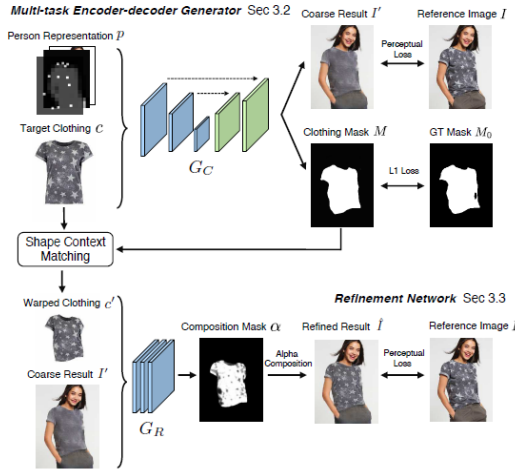 Multi-task Encoder-decoder Generator Sec 3.2
Person Representation p
Target Clothing c
G_C
Coarse Result I′
Reference Image I
Perceptual
Loss
Clothing Mask M
GT Mask M₀
L1 Loss
Shape Context
Matching
Warped Clothing c′
Coarse Result I′
G_R
Refinement Network Sec 3.3
Composition Mask α
Alpha
Composition
Refined Result Î
Reference Image I
Perceptual
Loss